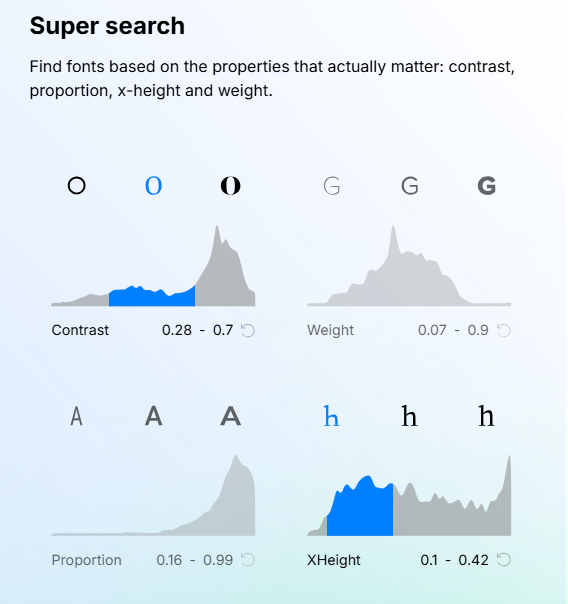 Super search
Find fonts based on the properties that actually matter: contrast,
proportion, x-height and weight.
O O O
G G G
Contrast 0.28 - 0.7
Weight 0.07 - 0.9
A A A
h h h
Proportion 0.16 - 0.99
XHeight 0.1 - 0.42